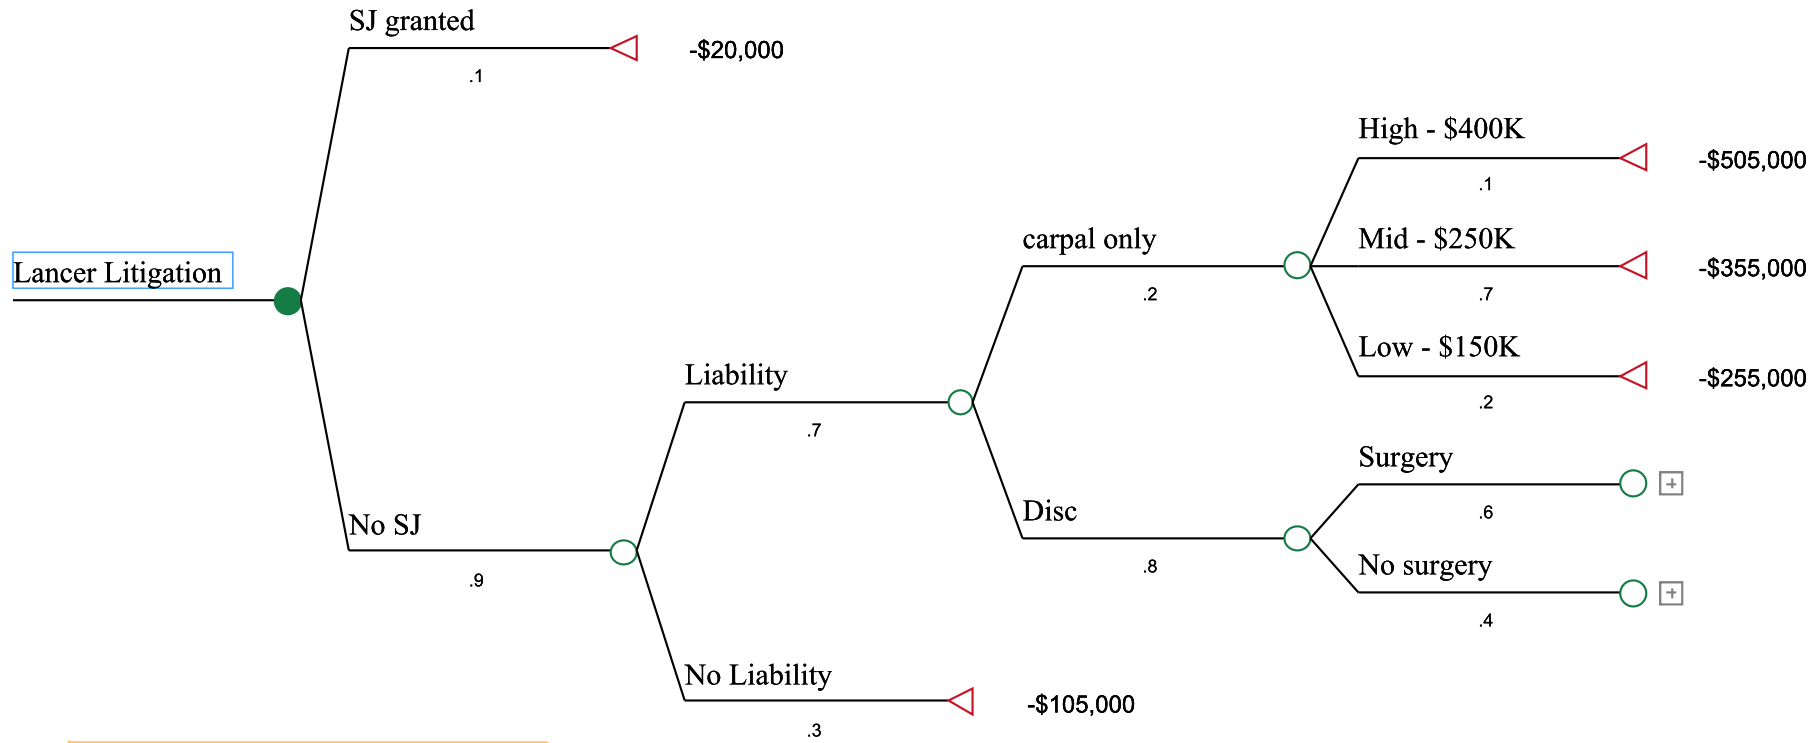 SJ granted
.1
-$20,000
High - $400K
.1
-$505,000
carpal only
.2
Mid - $250K
.7
-$355,000
Lancer Litigation
Low - $150K
.2
-$255,000
Liability
.7
Surgery
.6
+
Disc
.8
No SJ
.9
No surgery
.4
+
No Liability
.3
-$105,000